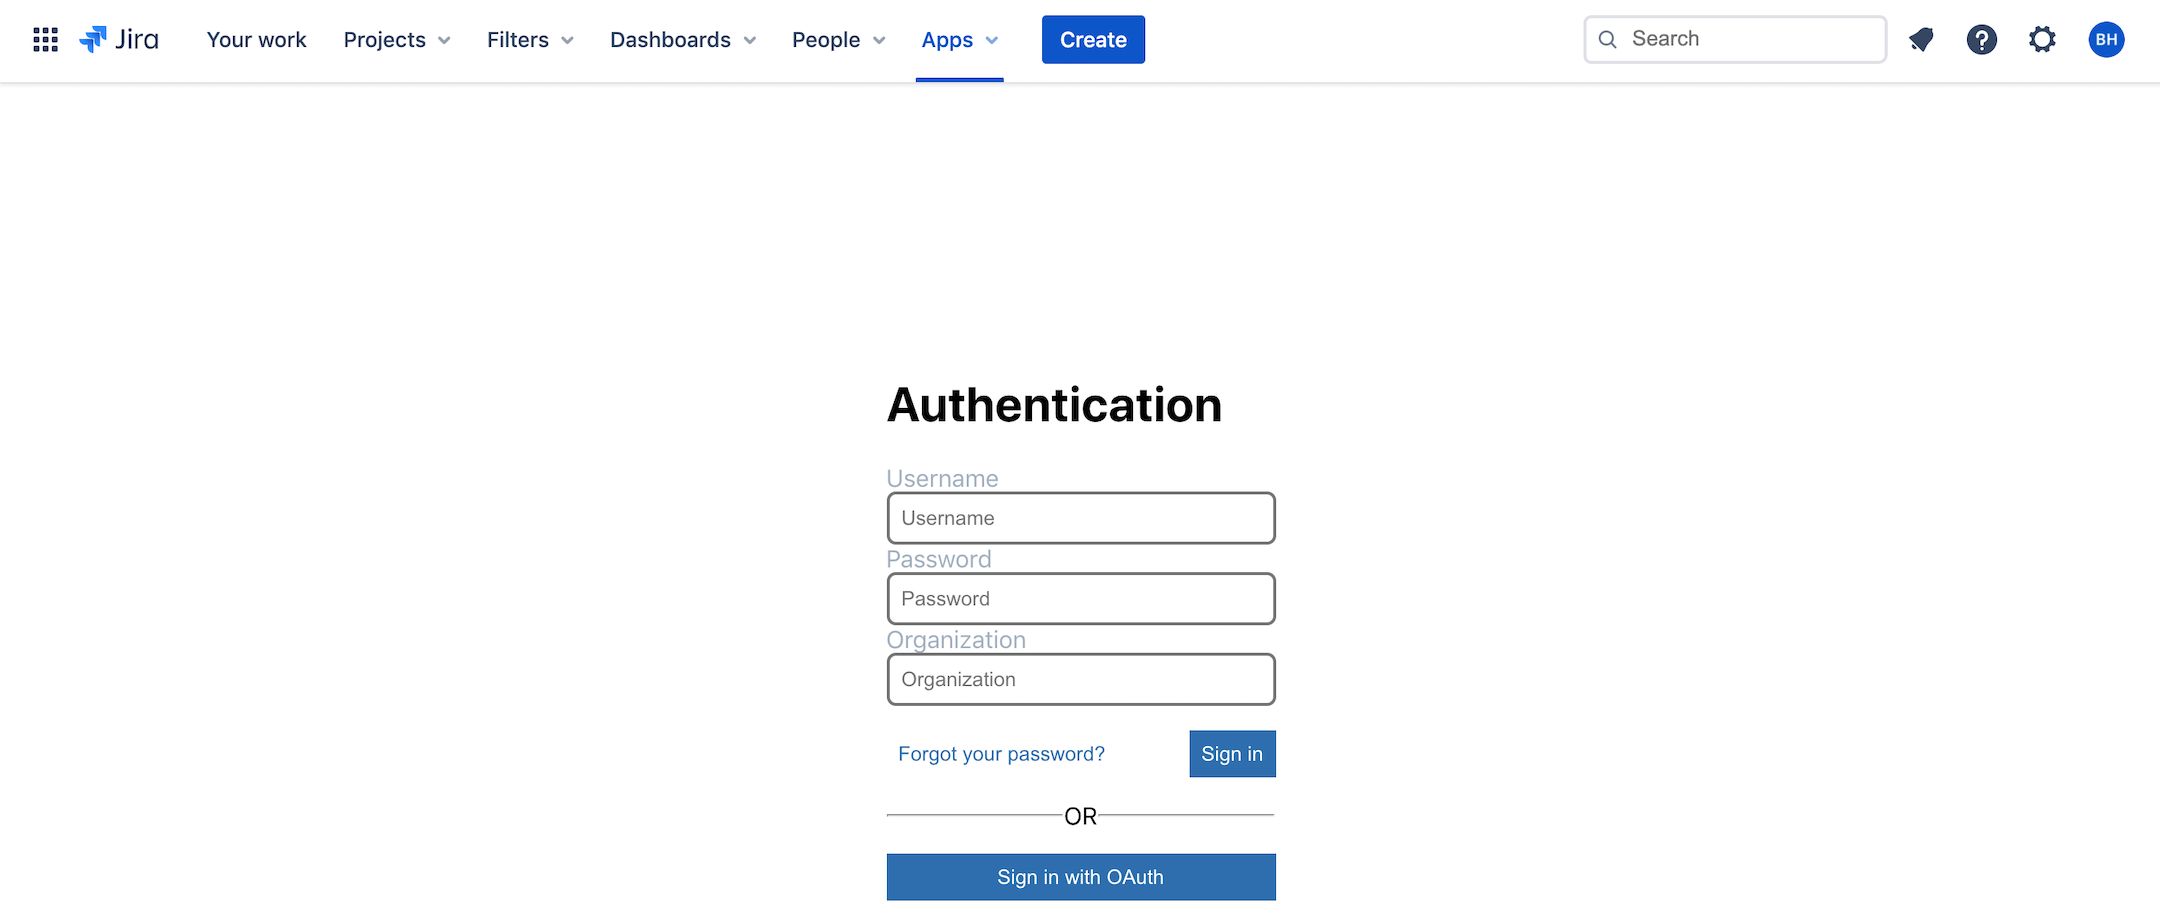 Jira Your work Projects Filters Dashboards People Apps Create Search BH
Authentication
Username
Username
Password
Password
Organization
Organization
Forgot your password? Sign in
OR
Sign in with OAuth